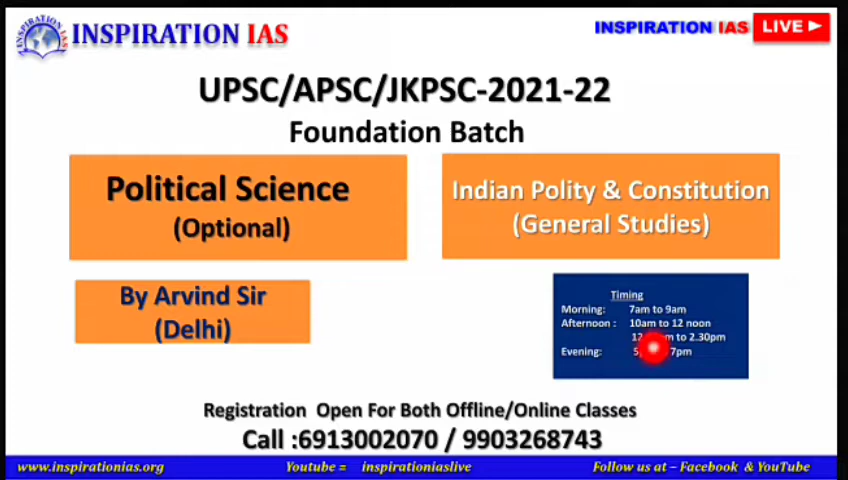 INSPIRATION IAS
INSPIRATION IAS
INSPIRATION IAS LIVE
UPSC/APSC/JKPSC-2021-22
Foundation Batch
Political Science
(Optional)
Indian Polity & Constitution
(General Studies)
By Arvind Sir
(Delhi)
Timing
Morning: 7am to 9am
Afternoon : 10am to 12 noon
to 2.30pm
Evening: 7pm
Registration Open For Both Offline/Online Classes
Call :6913002070 / 9903268743
www.inspirationias.org Youtube = inspirationiaslive Follow us at – Facebook & YouTube